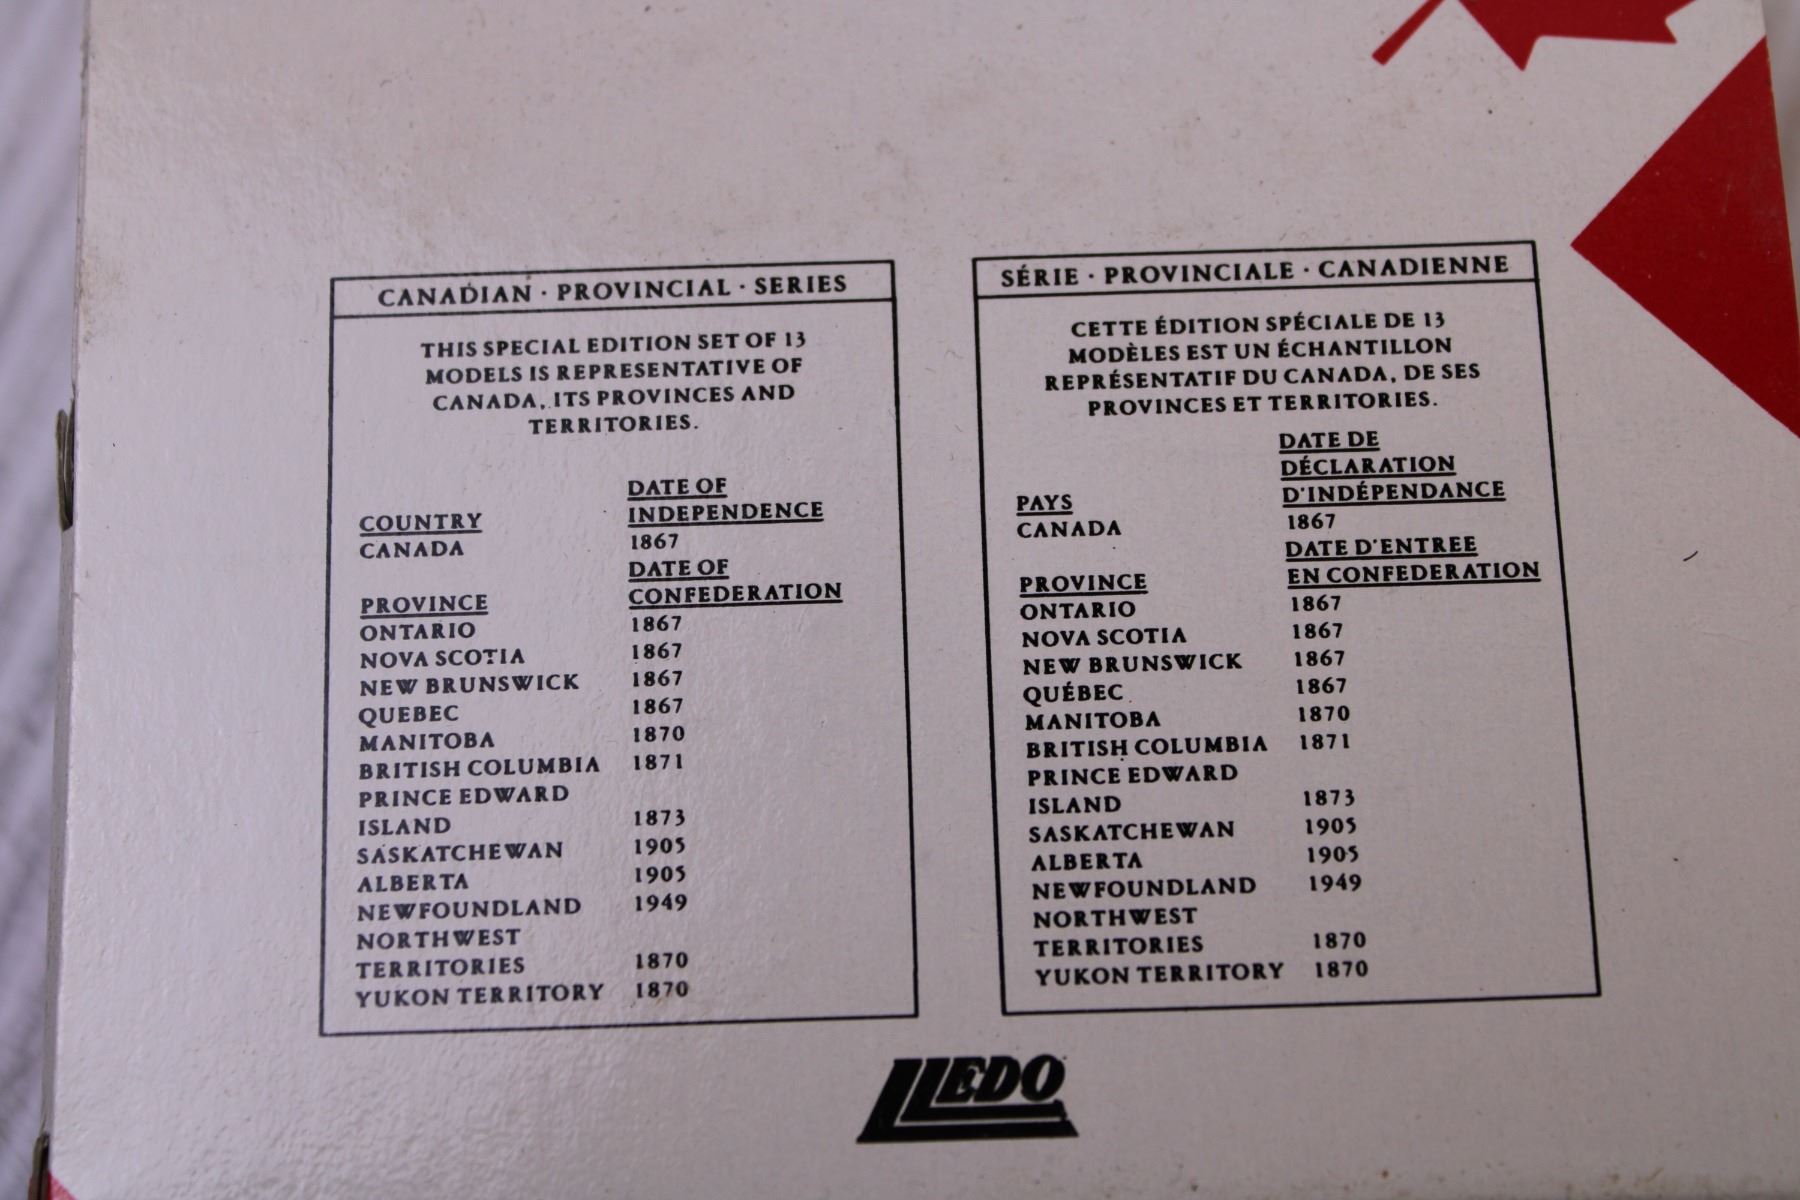 CANADIAN · PROVINCIAL · SERIES
THIS SPECIAL EDITION SET OF 13
MODELS IS REPRESENTATIVE OF
CANADA, ITS PROVINCES AND
TERRITORIES.
DATE OF
COUNTRY INDEPENDENCE
CANADA 1867
DATE OF
PROVINCE CONFEDERATION
ONTARIO 1867
NOVA SCOTIA 1867
NEW BRUNSWICK 1867
QUEBEC 1867
MANITOBA 1870
BRITISH COLUMBIA 1871
PRINCE EDWARD
ISLAND 1873
SASKATCHEWAN 1905
ALBERTA 1905
NEWFOUNDLAND 1949
NORTHWEST
TERRITORIES 1870
YUKON TERRITORY 1870
SÉRIE · PROVINCIALE · CANADIENNE
CETTE ÉDITION SPÉCIALE DE 13
MODÈLES EST UN ÉCHANTILLON
REPRÉSENTATIF DU CANADA, DE SES
PROVINCES ET TERRITORIES.
DATE DE
DÉCLARATION
PAYS D'INDÉPENDANCE
CANADA 1867
DATE D'ENTREE
PROVINCE EN CONFEDERATION
ONTARIO 1867
NOVA SCOTIA 1867
NEW BRUNSWICK 1867
QUÉBEC 1867
MANITOBA 1870
BRITISH COLUMBIA 1871
PRINCE EDWARD
ISLAND 1873
SASKATCHEWAN 1905
ALBERTA 1905
NEWFOUNDLAND 1949
NORTHWEST
TERRITORIES 1870
YUKON TERRITORY 1870
LLEDO